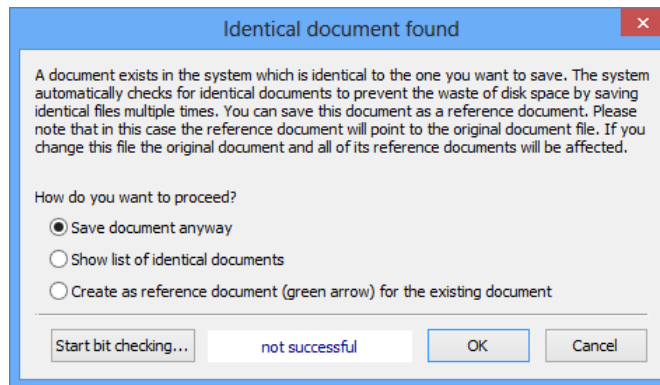 Identical document found
A document exists in the system which is identical to the one you want to save. The system
automatically checks for identical documents to prevent the waste of disk space by saving
identical files multiple times. You can save this document as a reference document. Please
note that in this case the reference document will point to the original document file. If you
change this file the original document and all of its reference documents will be affected.
How do you want to proceed?
Save document anyway
Show list of identical documents
Create as reference document (green arrow) for the existing document
Start bit checking... not successful OK Cancel